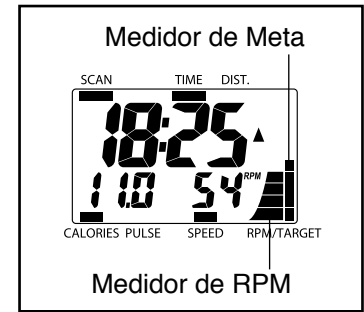 Medidor de Meta
SCAN TIME DIST.
18:25
11.0 54 RPM
CALORIES PULSE SPEED RPM/TARGET
Medidor de RPM